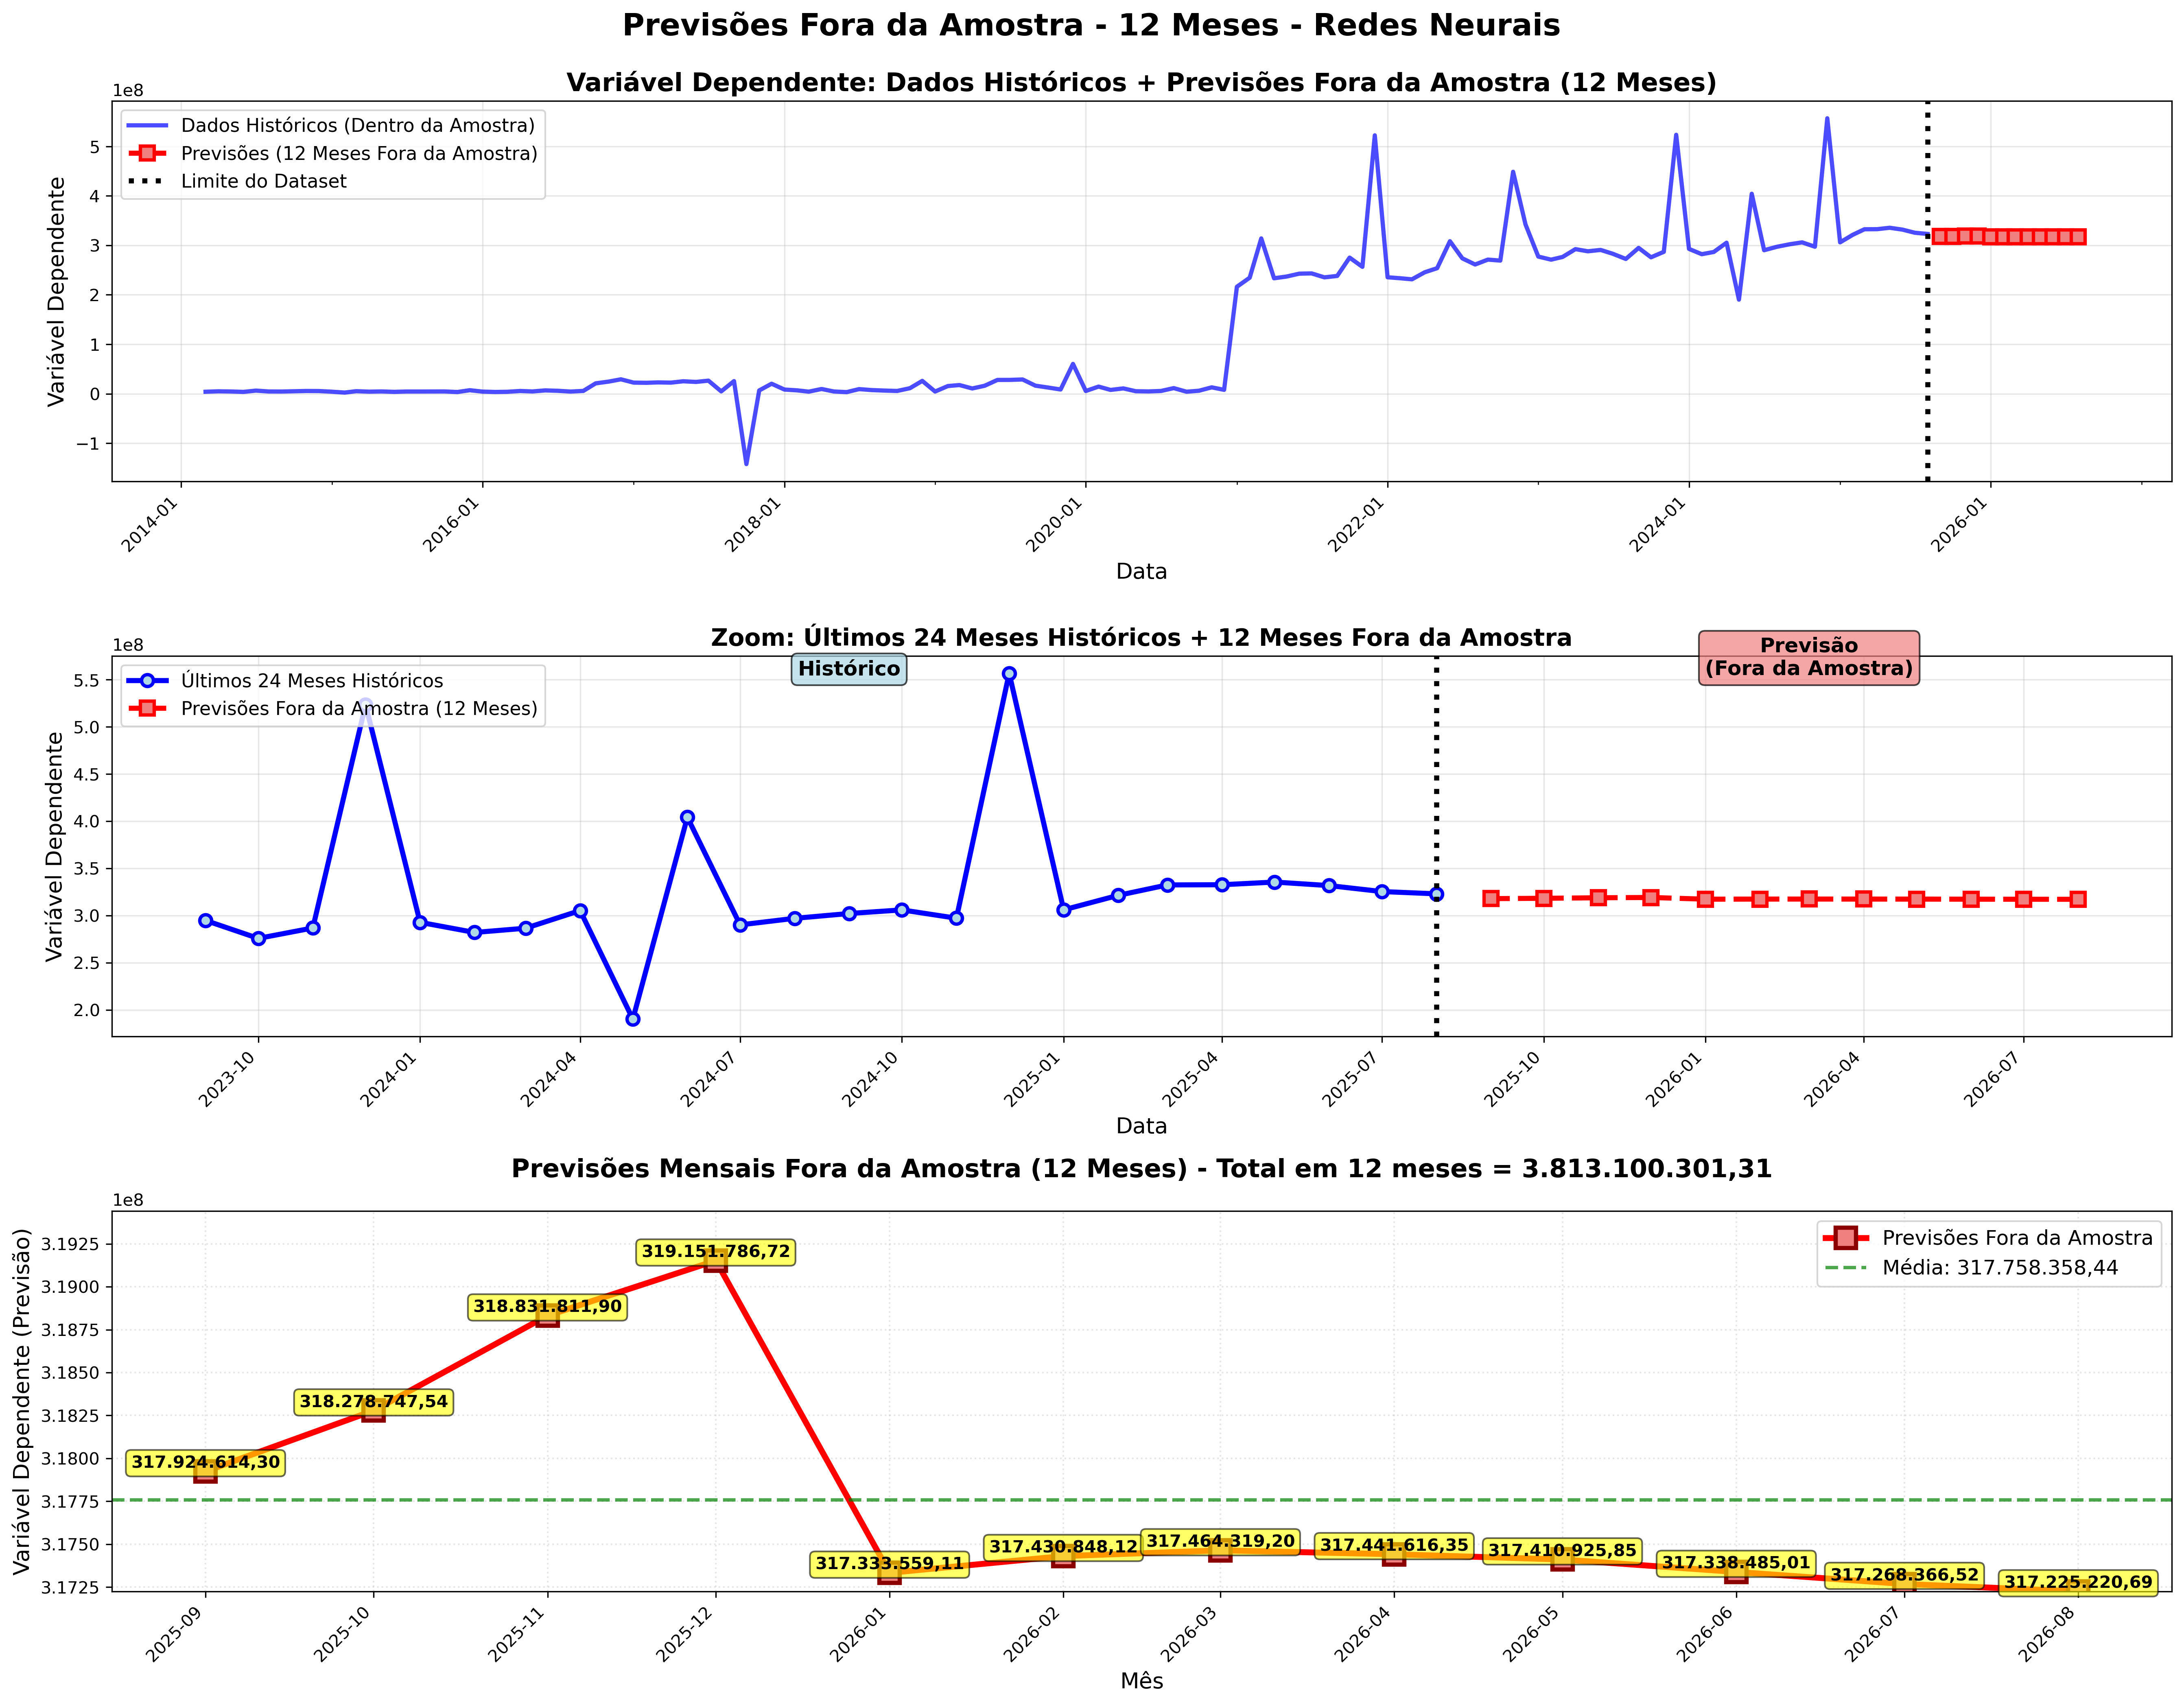 Previsões Fora da Amostra - 12 Meses - Redes Neurais
Variável Dependente: Dados Históricos + Previsões Fora da Amostra (12 Meses)
1e8
Dados Históricos (Dentro da Amostra)
Previsões (12 Meses Fora da Amostra)
Limite do Dataset
Variável Dependente
5
4
3
2
1
0
−1
2014-01
2016-01
2018-01
2020-01
2022-01
2024-01
2026-01
Data
Zoom: Últimos 24 Meses Históricos + 12 Meses Fora da Amostra
1e8
Últimos 24 Meses Históricos
Previsões Fora da Amostra (12 Meses)
Histórico
Previsão
(Fora da Amostra)
Variável Dependente
5.5
5.0
4.5
4.0
3.5
3.0
2.5
2.0
2023-10
2024-01
2024-04
2024-07
2024-10
2025-01
2025-04
2025-07
2025-10
2026-01
2026-04
2026-07
Data
Previsões Mensais Fora da Amostra (12 Meses) - Total em 12 meses = 3.813.100.301,31
1e8
Previsões Fora da Amostra
Média: 317.758.358,44
Variável Dependente (Previsão)
3.1925
3.1900
3.1875
3.1850
3.1825
3.1800
3.1775
3.1750
3.1725
317.924.614,30
318.278.747,54
318.831.811,90
319.151.786,72
317.333.559,11
317.430.848,12
317.464.319,20
317.441.616,35
317.410.925,85
317.338.485,01
317.268.366,52
317.225.220,69
2025-09
2025-10
2025-11
2025-12
2026-01
2026-02
2026-03
2026-04
2026-05
2026-06
2026-07
2026-08
Mês